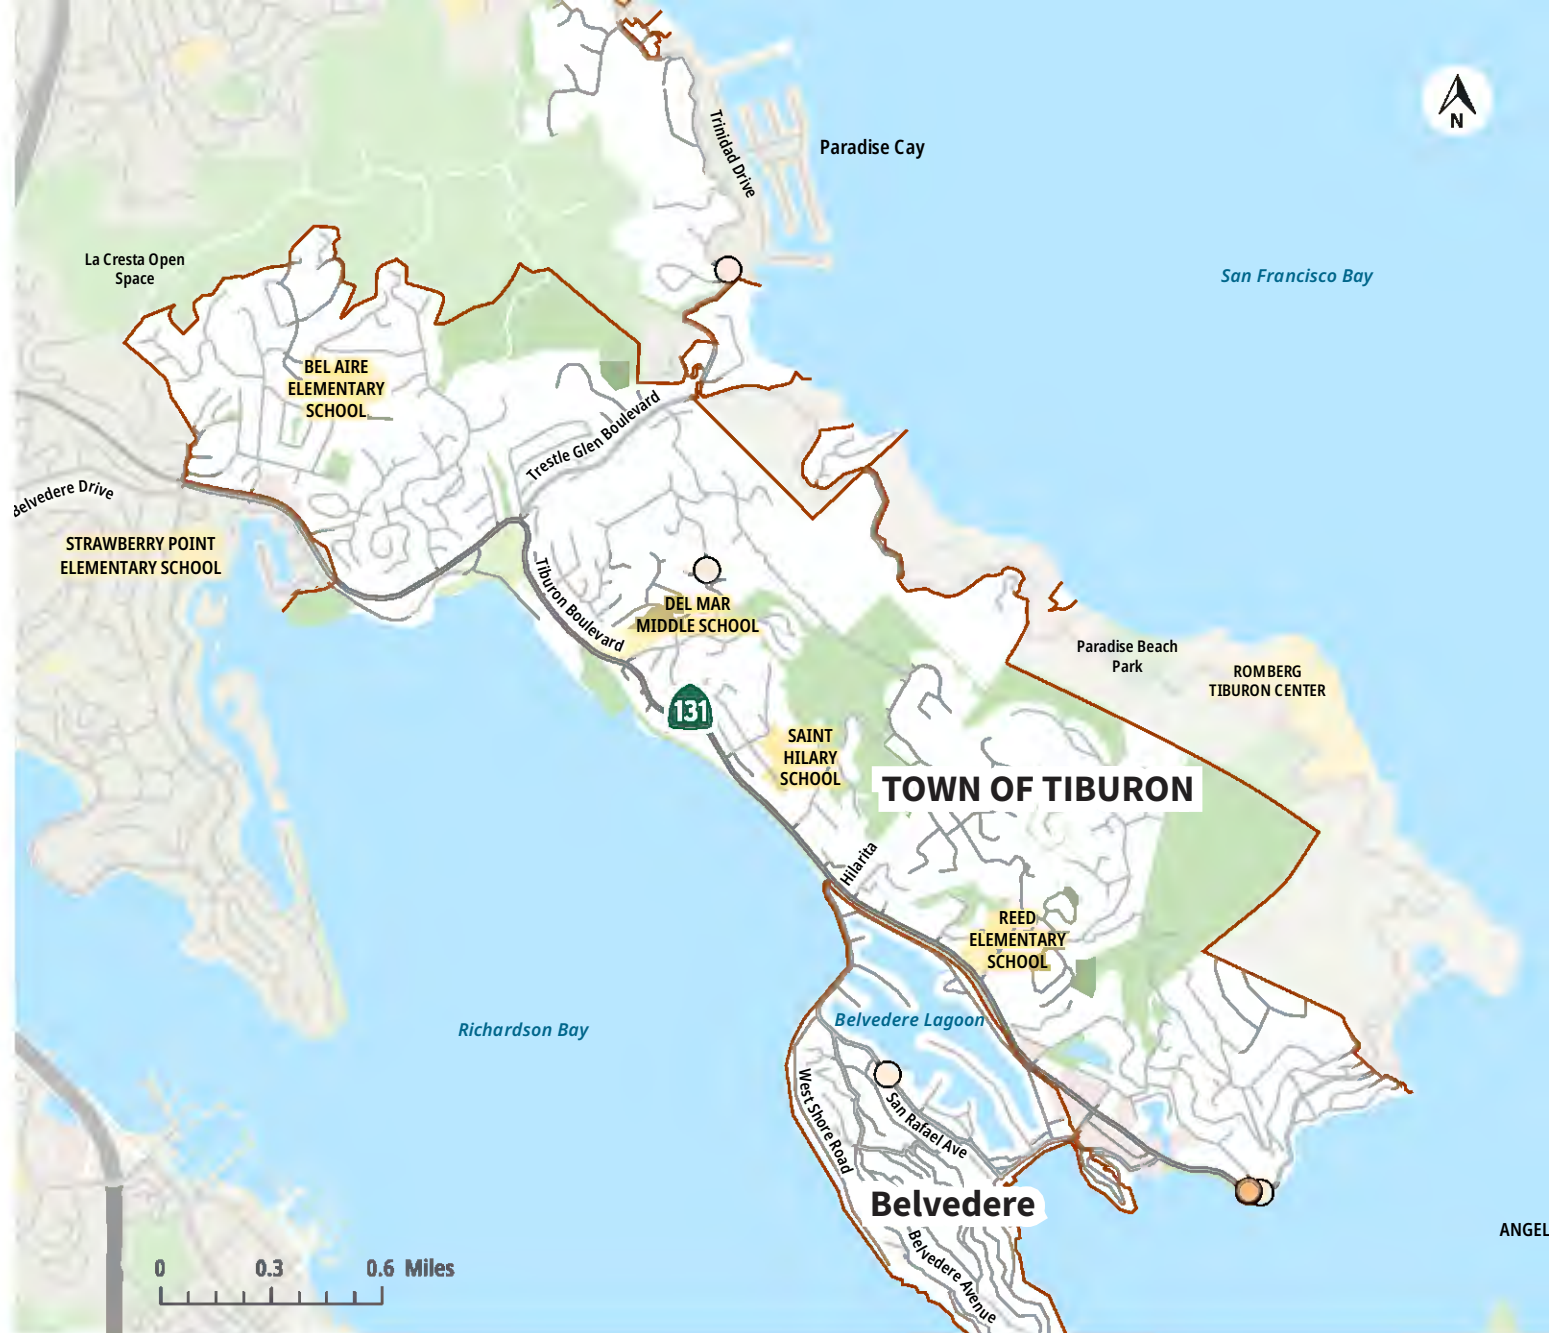 N
Trinidad Drive
Paradise Cay
La Cresta Open
Space
San Francisco Bay
BEL AIRE
ELEMENTARY
SCHOOL
Trestle Glen Boulevard
Belvedere Drive
STRAWBERRY POINT
ELEMENTARY SCHOOL
Tiburon Boulevard
DEL MAR
MIDDLE SCHOOL
Paradise Beach
Park
ROMBERG
TIBURON CENTER
131
SAINT
HILARY
SCHOOL
TOWN OF TIBURON
Hilarita
REED
ELEMENTARY
SCHOOL
Richardson Bay
Belvedere Lagoon
West Shore Road
San Rafael Ave
Belvedere
ANGEL
Belvedere Avenue
0 0.3 0.6 Miles